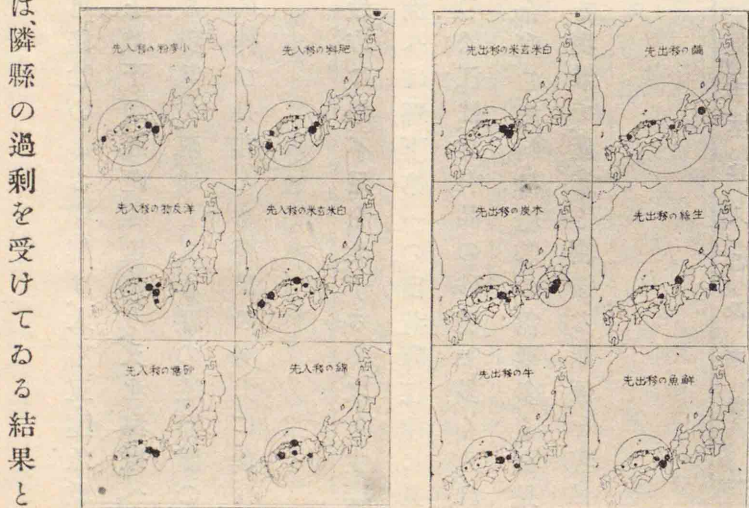 繭の移出先
白米玄米の移出先
生絲の移出先
木炭の移出先
鮮魚の移出先
牛の移出先
肥料の移入先
小麥粉の移入先
白米玄米の移入先
洋反物の移入先
綿の移入先
砂糖の移入先
は、隣縣の過剩を受けてゐる結果と